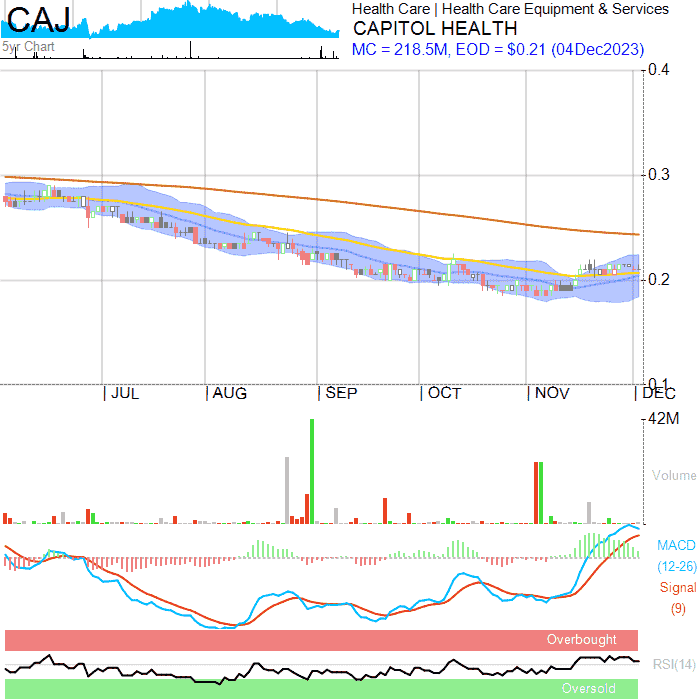 CAJ
Health Care | Health Care Equipment & Services
CAPITOL HEALTH
MC = 218.5M, EOD = $0.21 (04Dec2023)
5yr Chart
0.4
0.3
0.2
0.1
| JUL | AUG | SEP | OCT | NOV | DEC
42M
Volume
MACD
(12-26)
Signal
(9)
Overbought
RSI(14)
Oversold